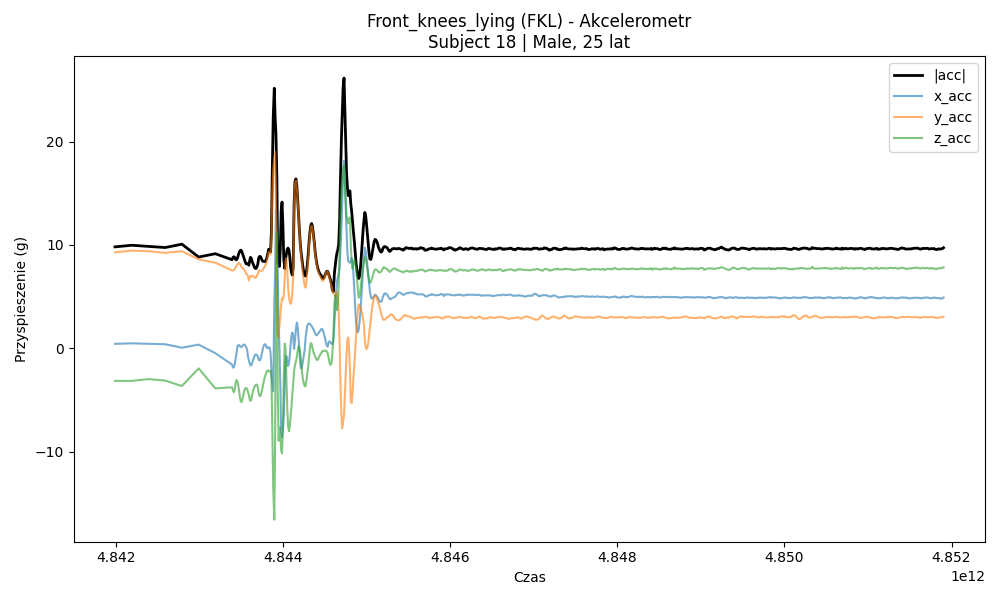 Front_knees_lying (FKL) - Akcelerometr
Subject 18 | Male, 25 lat
|acc|
x_acc
y_acc
z_acc
Przyspieszenie (g)
20
10
0
−10
4.842
4.844
4.846
4.848
4.850
4.852
1e12
Czas